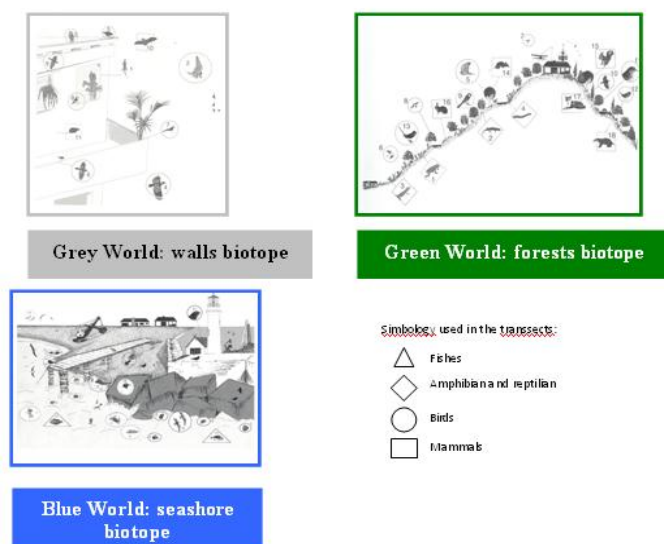 Grey World: walls biotope
Green World: forests biotope
Simbology used in the transsects:
Fishes
Amphibian and reptilian
Birds
Mammals
Blue World: seashore
biotope